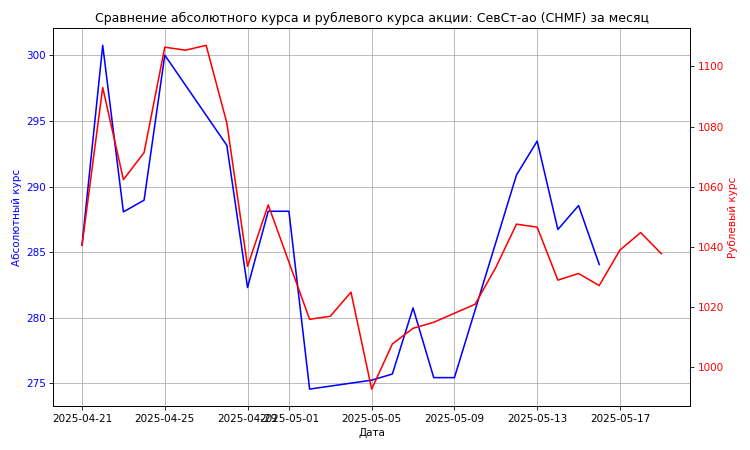 Сравнение абсолютного курса и рублевого курса акции: СевСт-ао (CHMF) за месяц
Абсолютный курс
300
295
290
285
280
275
1100
1080
1060
1040
1020
1000
Рублевый курс
2025-04-21 2025-04-25 2025-04-29 2025-05-01 2025-05-05 2025-05-09 2025-05-13 2025-05-17
Дата